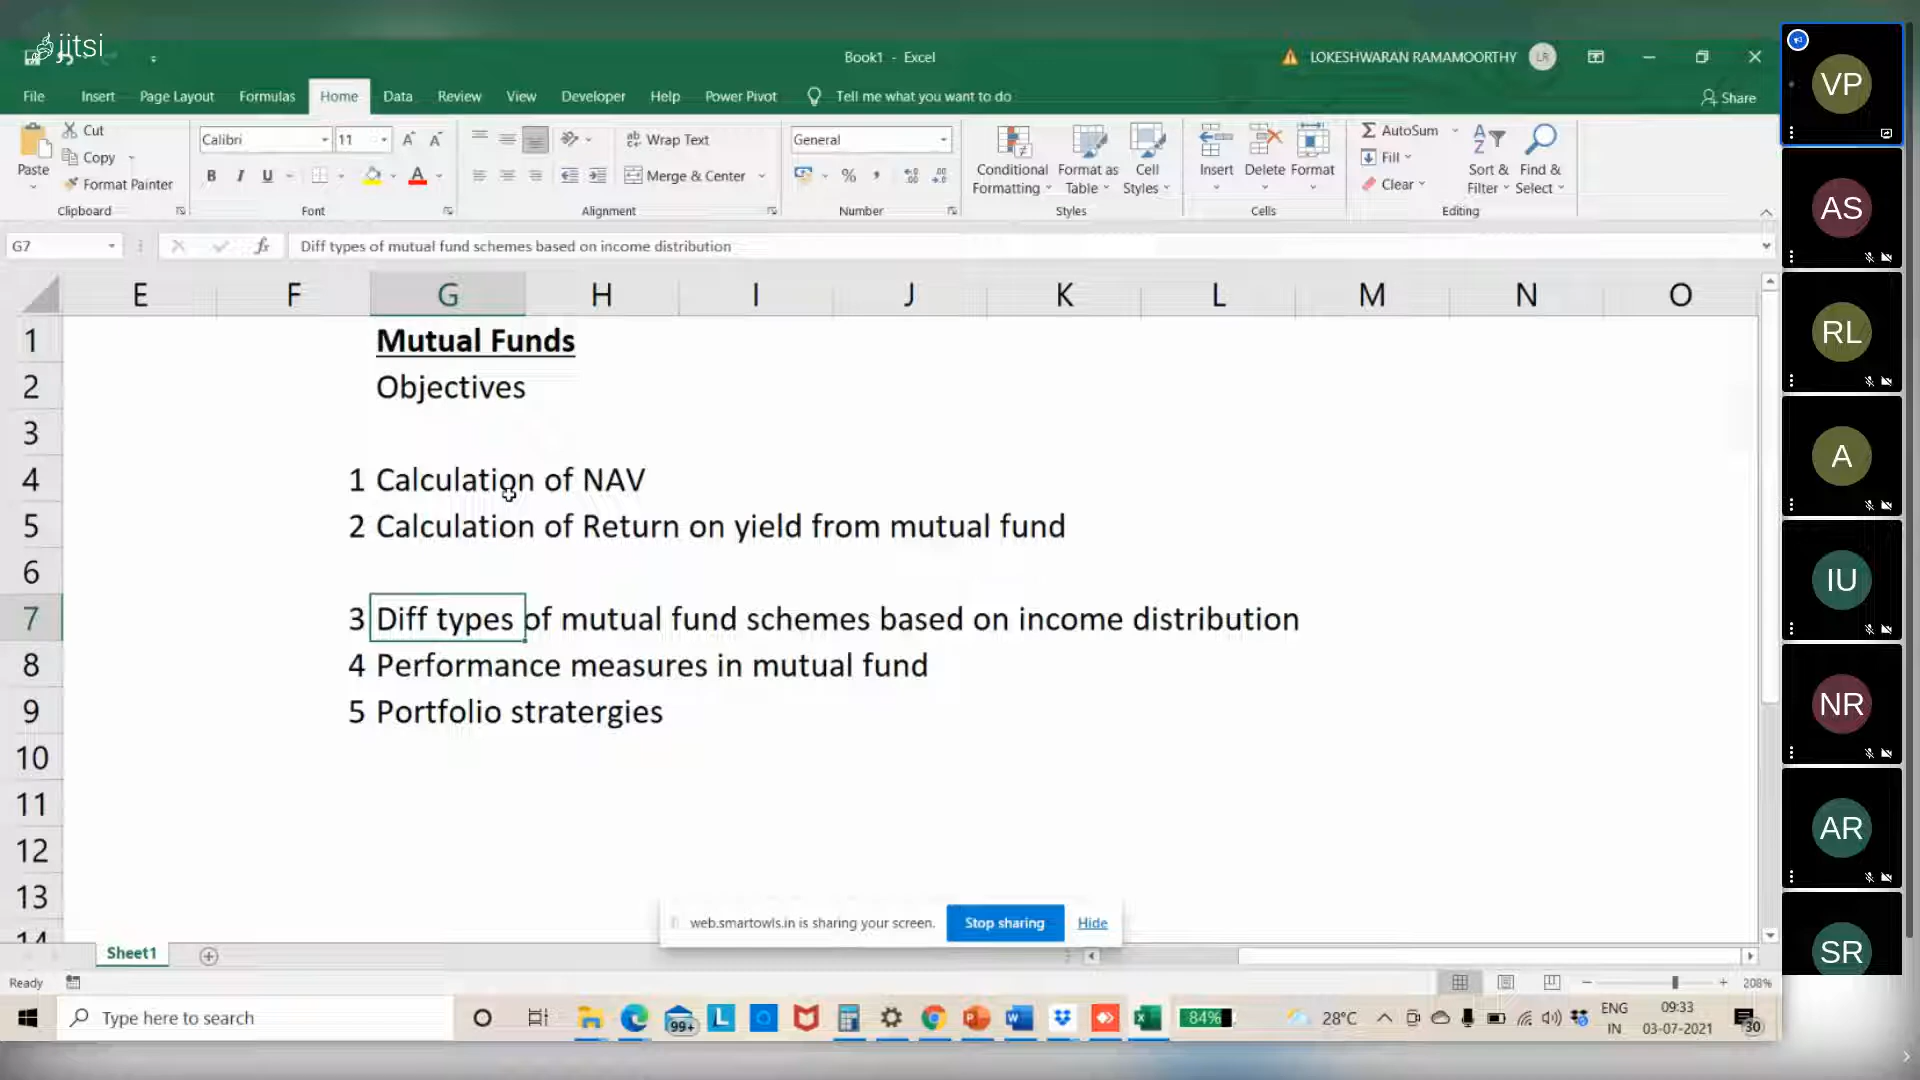 jitsi
Book1 - Excel
LOKESHWARAN RAMAMOORTHY
LR
File Insert Page Layout Formulas Home Data Review View Developer Help Power Pivot Tell me what you want to do
Share
Paste
Cut
Copy
Format Painter
Clipboard
Calibri 11
B I U
Font
Wrap Text
Merge & Center
Alignment
General
%
Number
Conditional Formatting
Format as Table
Cell Styles
Styles
Insert Delete Format
Cells
AutoSum
Fill
Clear
Sort & Filter
Find & Select
Editing
G7
fx
Diff types of mutual fund schemes based on income distribution
E F G H I J K L M N O
1 Mutual Funds
2 Objectives
3
4 1 Calculation of NAV
5 2 Calculation of Return on yield from mutual fund
6
7 3 Diff types of mutual fund schemes based on income distribution
8 4 Performance measures in mutual fund
9 5 Portfolio stratergies
10
11
12
13
14
web.smartowls.in is sharing your screen. Stop sharing Hide
Sheet1
Ready
208%
Type here to search
99+
84%
28°C
ENG
IN
09:33
03-07-2021
30
VP
AS
RL
A
IU
NR
AR
SR